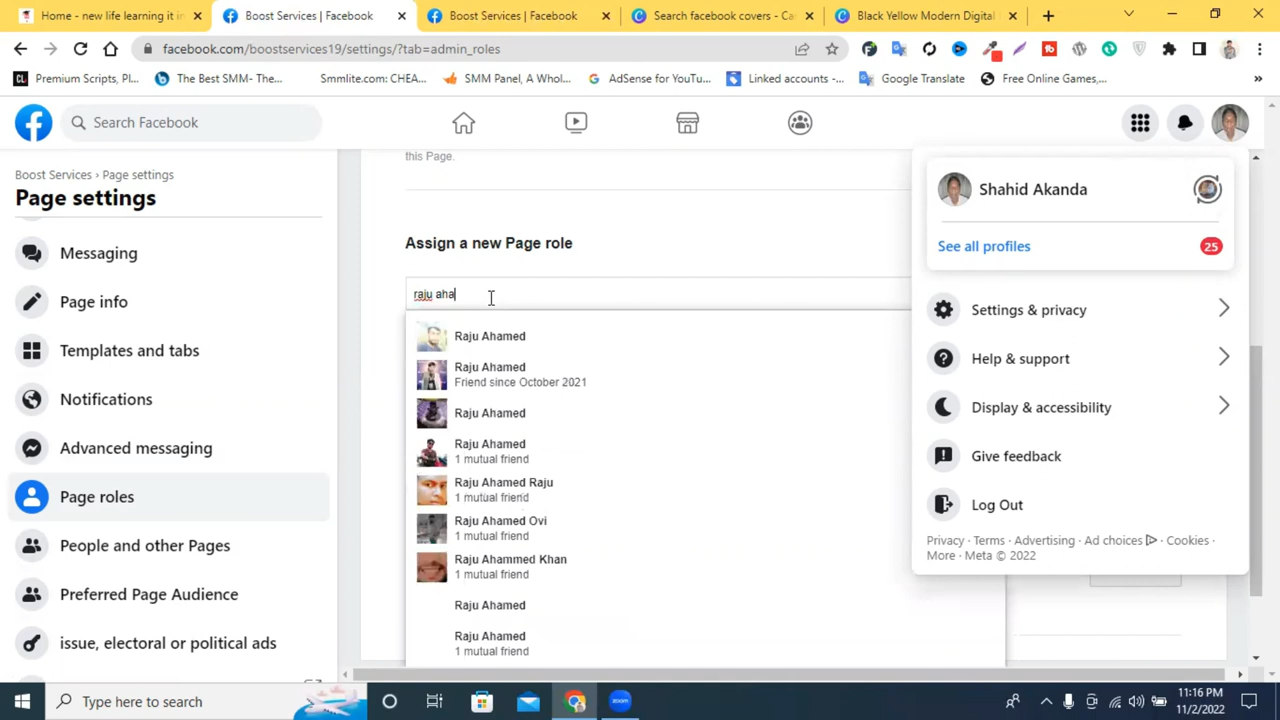 Home - new life learning it in
Boost Services | Facebook
Boost Services | Facebook
Search facebook covers - Ca
Black Yellow Modern Digital
facebook.com/boostservices19/settings/?tab=admin_roles
Premium Scripts, Pl...
The Best SMM- The...
Smmlite.com: CHEA...
SMM Panel, A Whol...
AdSense for YouTu...
Linked accounts -...
Google Translate
Free Online Games,...
Search Facebook
Boost Services › Page settings
Page settings
Messaging
Page info
Templates and tabs
Notifications
Advanced messaging
Page roles
People and other Pages
Preferred Page Audience
issue, electoral or political ads
this Page.
Assign a new Page role
raju aha
Raju Ahamed
Raju Ahamed
Friend since October 2021
Raju Ahamed
Raju Ahamed
1 mutual friend
Raju Ahamed Raju
1 mutual friend
Raju Ahamed Ovi
1 mutual friend
Raju Ahammed Khan
1 mutual friend
Raju Ahamed
Raju Ahamed
1 mutual friend
Shahid Akanda
See all profiles
25
Settings & privacy
Help & support
Display & accessibility
Give feedback
Log Out
Privacy · Terms · Advertising · Ad choices · Cookies ·
More · Meta © 2022
Type here to search
zoom
11:16 PM
11/2/2022